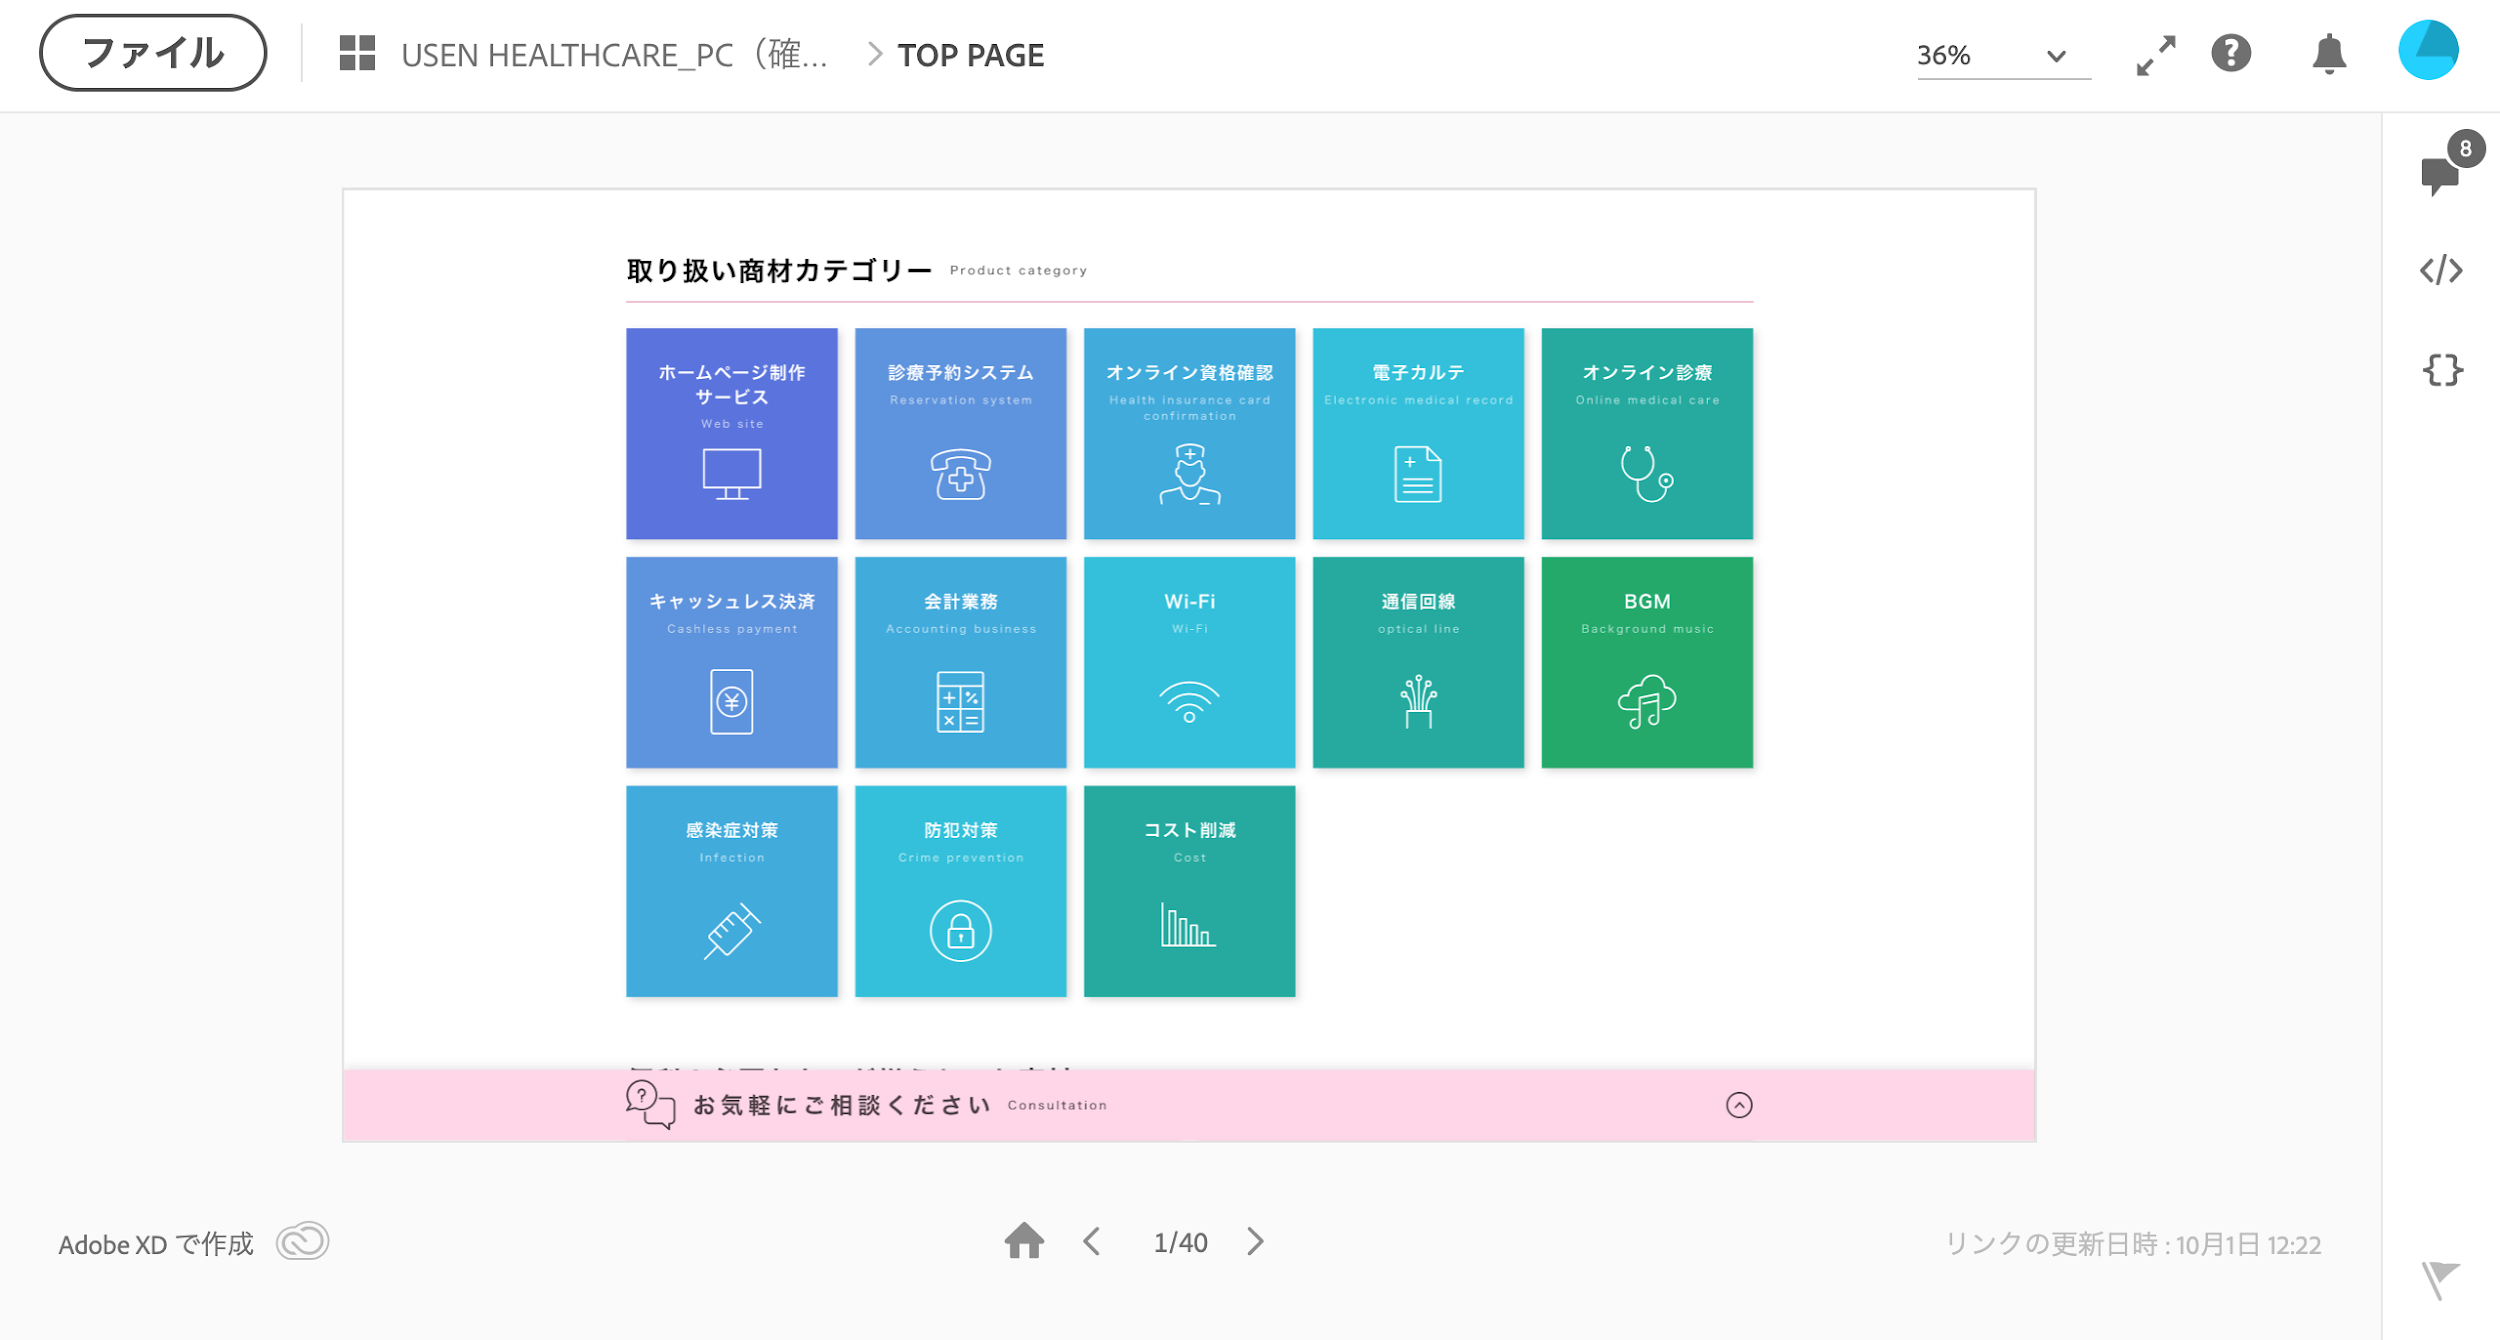 ファイル
USEN HEALTHCARE_PC（確...
TOP PAGE
36%
8
取り扱い商材カテゴリー Product category
ホームページ制作
サービス
Web site
診療予約システム
Reservation system
オンライン資格確認
Health insurance card
confirmation
電子カルテ
Electronic medical record
オンライン診療
Online medical care
キャッシュレス決済
Cashless payment
会計業務
Accounting business
Wi-Fi
Wi-Fi
通信回線
optical line
BGM
Background music
感染症対策
Infection
防犯対策
Crime prevention
コスト削減
Cost
お気軽にご相談ください Consultation
Adobe XD で作成
1/40
リンクの更新日時 : 10月1日 12:22